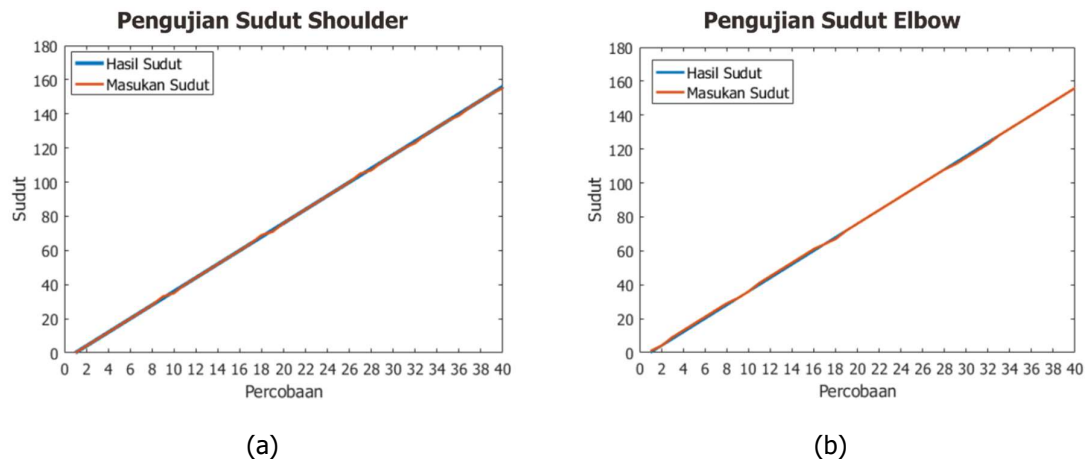 Pengujian Sudut Shoulder
180
160
140
120
100
80
60
40
20
0
Sudut
Hasil Sudut
Masukan Sudut
0 2 4 6 8 10 12 14 16 18 20 22 24 26 28 30 32 34 36 38 40
Percobaan
(a)
Pengujian Sudut Elbow
180
160
140
120
100
80
60
40
20
0
Sudut
Hasil Sudut
Masukan Sudut
0 2 4 6 8 10 12 14 16 18 20 22 24 26 28 30 32 34 36 38 40
Percobaan
(b)